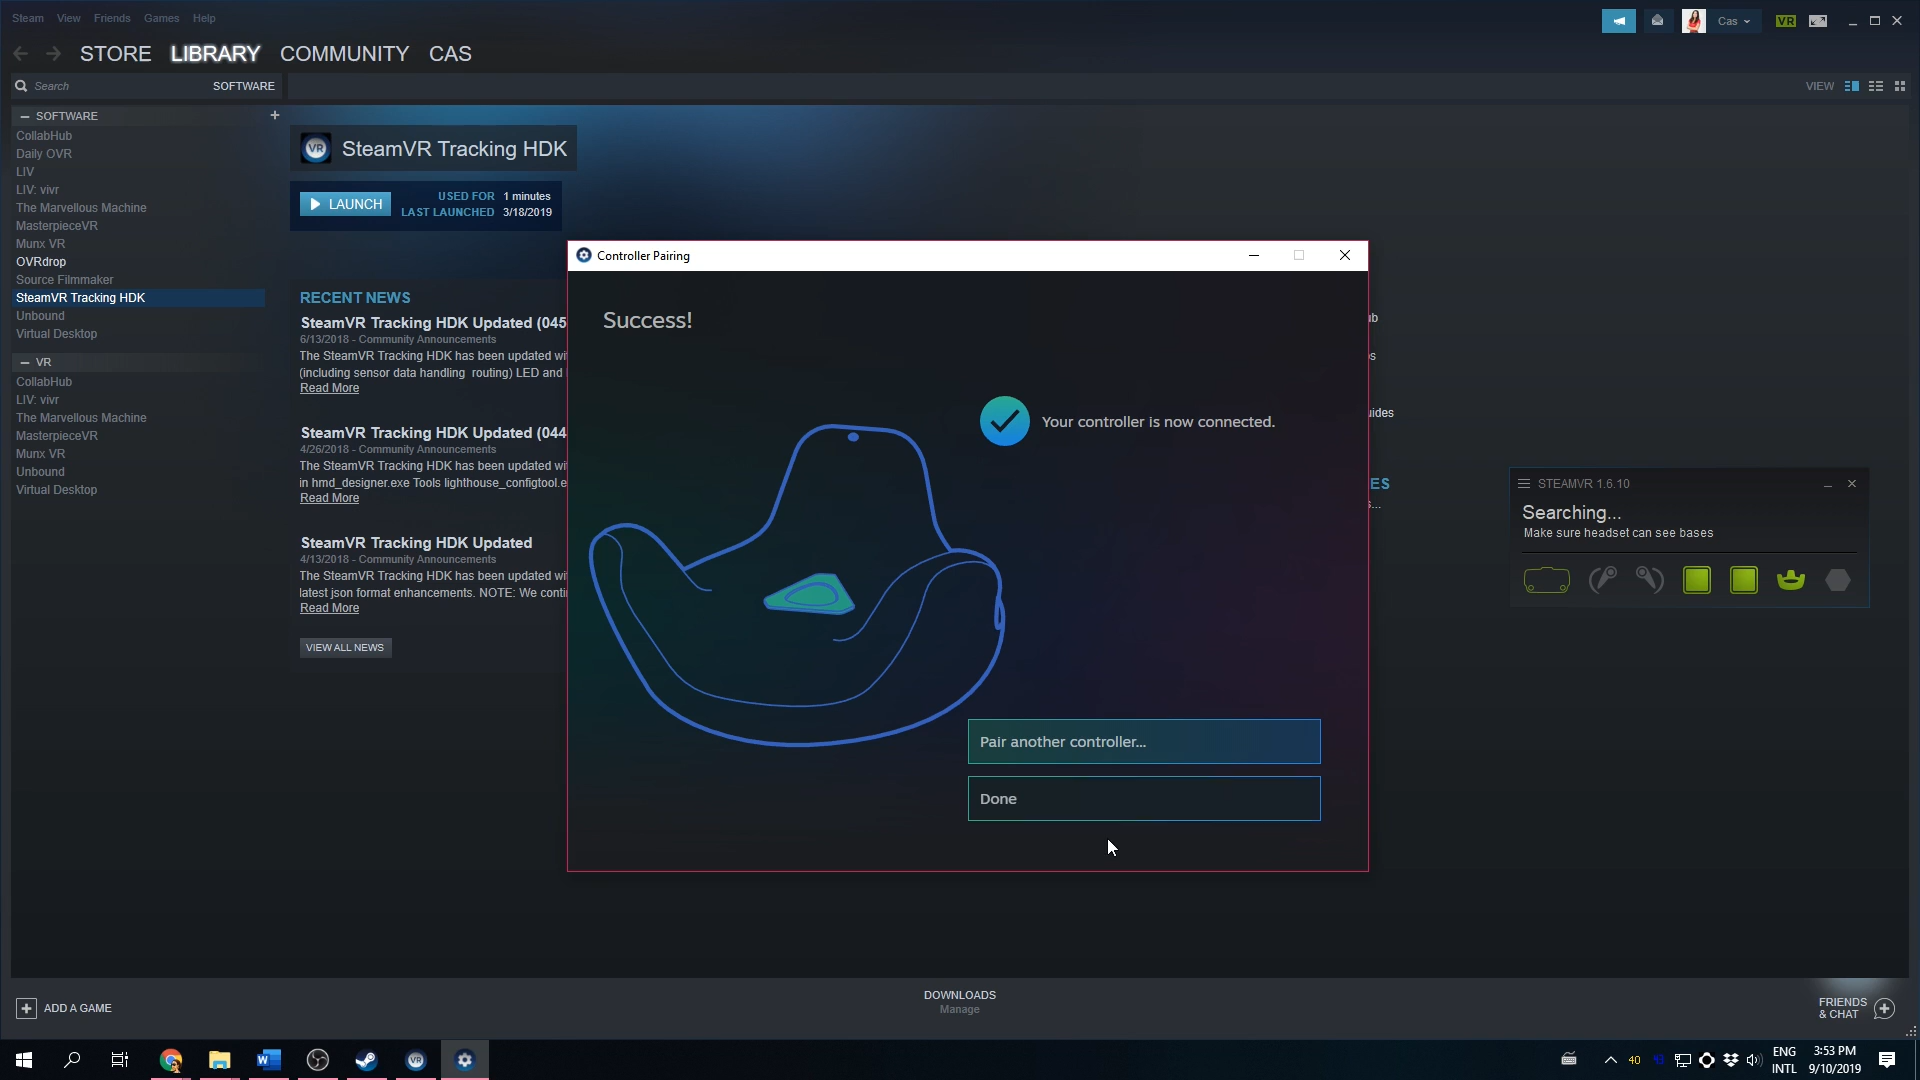 Steam View Friends Games Help
Cas
VR
STORE LIBRARY COMMUNITY CAS
Search SOFTWARE
VIEW
— SOFTWARE +
CollabHub
Daily OVR
LIV
LIV: vivr
The Marvellous Machine
MasterpieceVR
Munx VR
OVRdrop
Source Filmmaker
SteamVR Tracking HDK
Unbound
Virtual Desktop
— VR
CollabHub
LIV: vivr
The Marvellous Machine
MasterpieceVR
Munx VR
Unbound
Virtual Desktop
VR SteamVR Tracking HDK
LAUNCH
USED FOR 1 minutes
LAST LAUNCHED 3/18/2019
RECENT NEWS
SteamVR Tracking HDK Updated (045
6/13/2018 - Community Announcements
The SteamVR Tracking HDK has been updated wi
(including sensor data handling routing) LED and
Read More
SteamVR Tracking HDK Updated (044
4/26/2018 - Community Announcements
The SteamVR Tracking HDK has been updated wi
in hmd_designer.exe Tools lighthouse_configtool.e
Read More
SteamVR Tracking HDK Updated
4/13/2018 - Community Announcements
The SteamVR Tracking HDK has been updated wi
latest json format enhancements. NOTE: We conti
Read More
VIEW ALL NEWS
Controller Pairing
Success!
Your controller is now connected.
Pair another controller...
Done
ES
STEAMVR 1.6.10
Searching...
Make sure headset can see bases
ADD A GAME
DOWNLOADS
Manage
FRIENDS
& CHAT
40
ENG
INTL
3:53 PM
9/10/2019